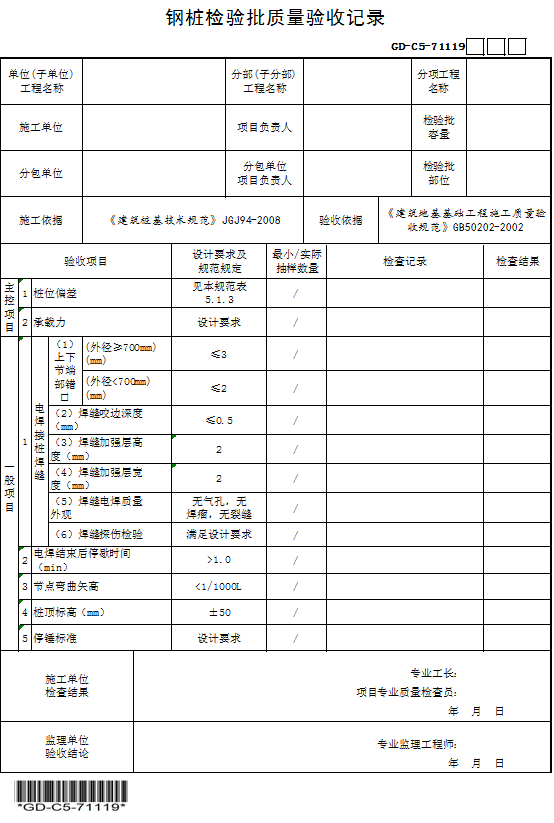 钢桩检验批质量验收记录
GD-C5-71119
单位(子单位)
工程名称
分部(子分部)
工程名称
分项工程
名称
施工单位
项目负责人
检验批
容量
分包单位
分包单位
项目负责人
检验批
部位
施工依据
《建筑桩基技术规范》JGJ94-2008
验收依据
《建筑地基基础工程施工质量验
收规范》GB50202-2002
验收项目
设计要求及
规范规定
最小/实际
抽样数量
检查记录
检查结果
主
控
项
目
1
桩位偏差
见本规范表
5.1.3
/
2
承载力
设计要求
/
一
般
项
目
1
电
焊
接
桩
焊
缝
（1）
上下
节端
部错
口
(外径≥700mm)
(mm)
≤3
/
(外径<700mm)
(mm)
≤2
/
（2）焊缝咬边深度
（mm）
≤0.5
/
（3）焊缝加强层高
度（mm）
2
/
（4）焊缝加强层宽
度（mm）
2
/
（5）焊缝电焊质量
外观
无气孔，无
焊瘤，无裂缝
/
（6）焊缝探伤检验
满足设计要求
/
2
电焊结束后停歇时间
（min）
>1.0
/
3
节点弯曲矢高
<1/1000L
/
4
桩顶标高（mm）
±50
/
5
停锤标准
设计要求
/
施工单位
检查结果
专业工长：
项目专业质量检查员：
年 月 日
监理单位
验收结论
专业监理工程师：
年 月 日
*GD-C5-71119*